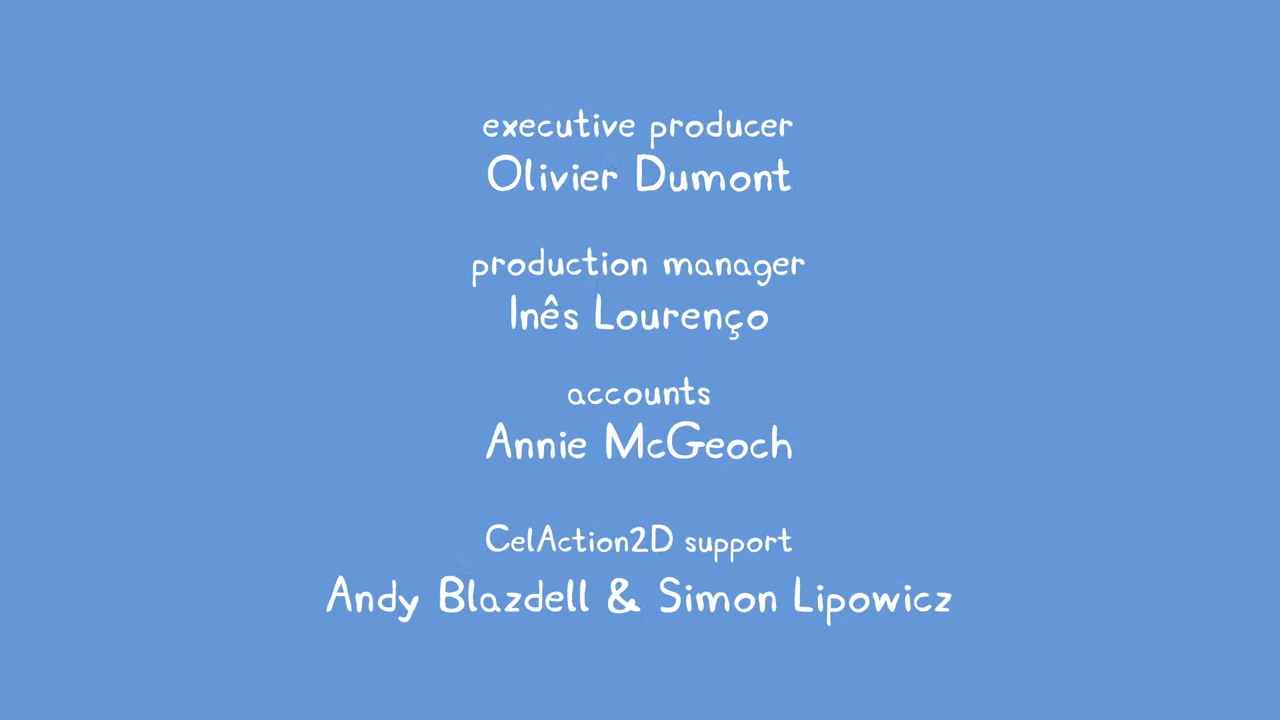 executive producer
Olivier Dumont
production manager
Inês Lourenço
accounts
Annie McGeoch
CelAction2D support
Andy Blazdell & Simon Lipowicz